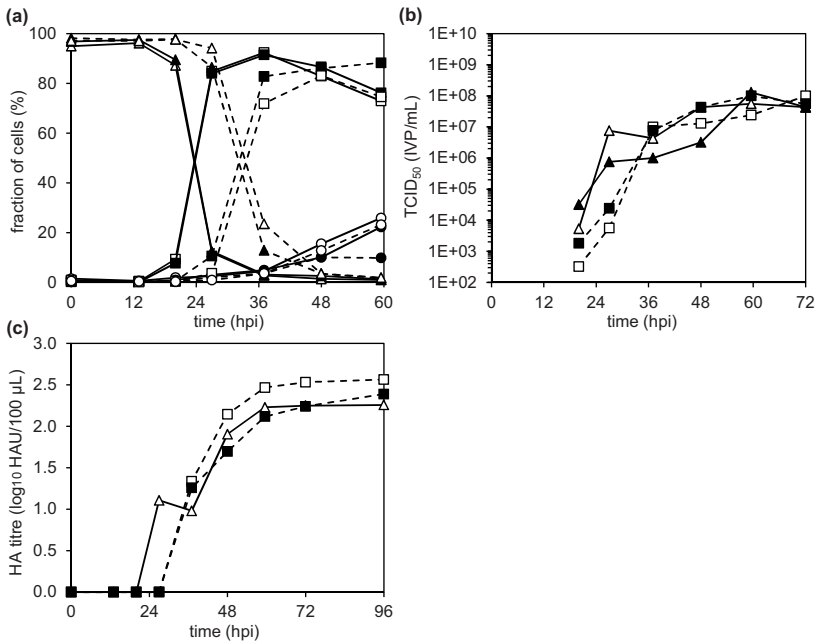 (a)
fraction of cells (%)
100
80
60
40
20
0
0 12 24 36 48 60
time (hpi)
(b)
TCID50 (IVP/mL)
1E+10
1E+09
1E+08
1E+07
1E+06
1E+05
1E+04
1E+03
1E+02
0 12 24 36 48 60 72
time (hpi)
(c)
HA titre (log10 HAU/100 µL)
3.0
2.5
2.0
1.5
1.0
0.5
0.0
0 24 48 72 96
time (hpi)